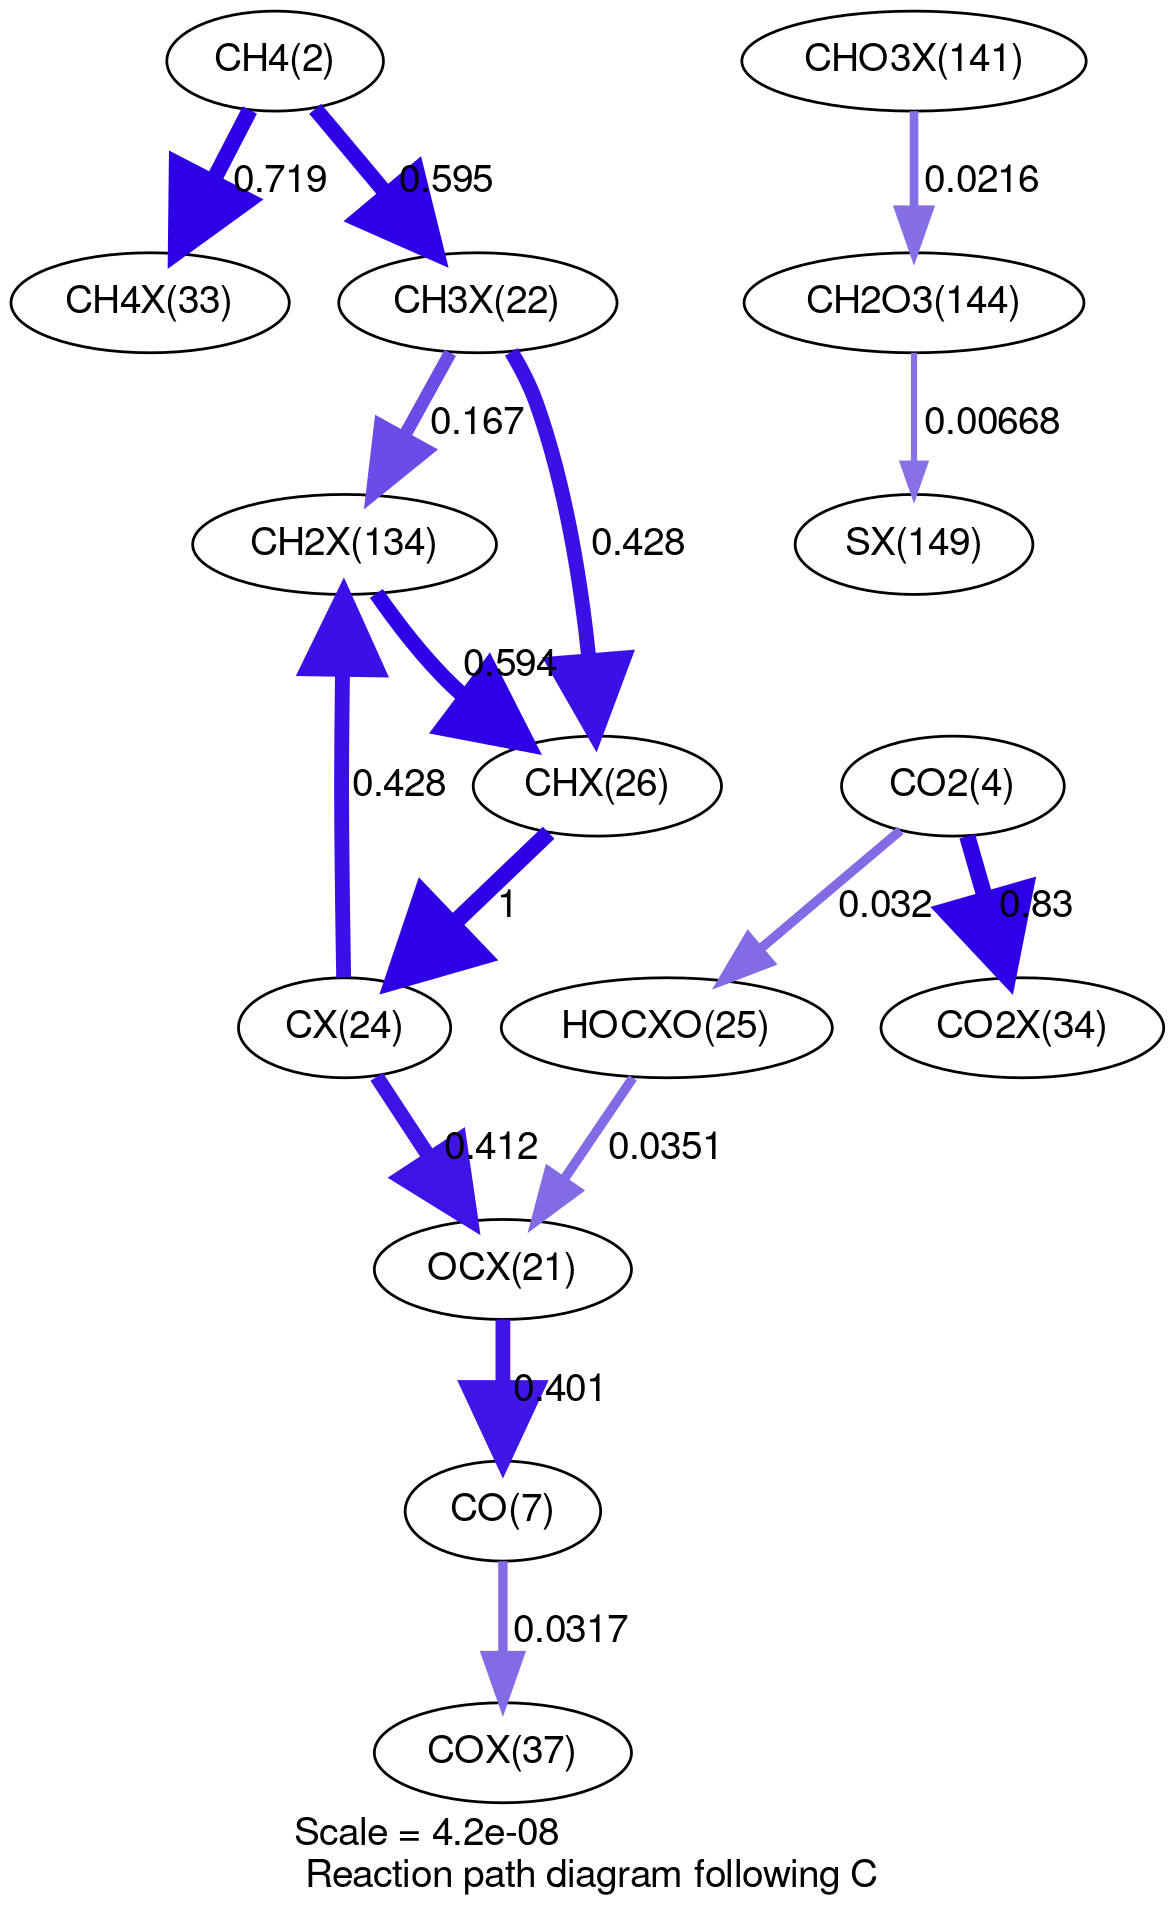 CH4(2)
CHO3X(141)
0.719
0.595
0.0216
CH4X(33)
CH3X(22)
CH2O3(144)
0.167
0.00668
CH2X(134)
0.428
SX(149)
0.594
CHX(26)
CO2(4)
0.428
1
0.032
0.83
CX(24)
HOCXO(25)
CO2X(34)
0.412
0.0351
OCX(21)
0.401
CO(7)
0.0317
COX(37)
Scale = 4.2e-08
Reaction path diagram following C